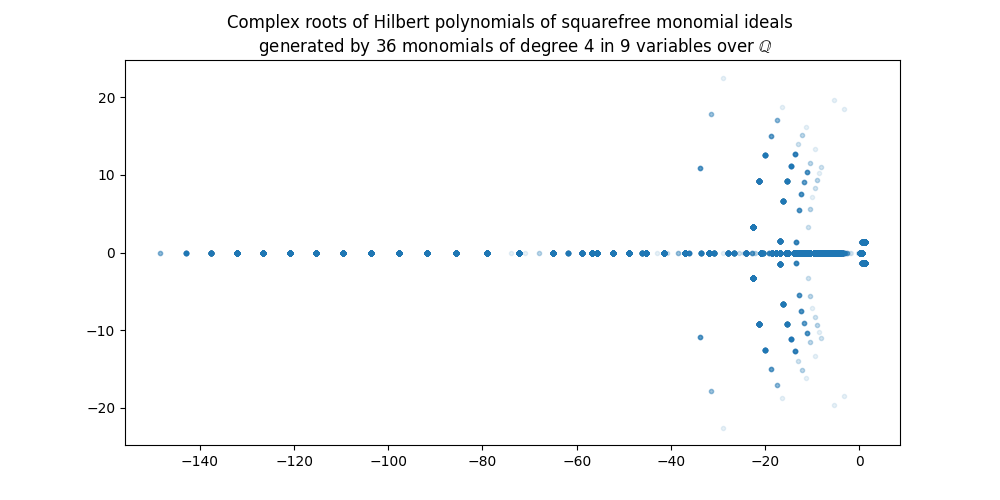 Complex roots of Hilbert polynomials of squarefree monomial ideals
generated by 36 monomials of degree 4 in 9 variables over ℚ
20
10
0
−10
−20
−140 −120 −100 −80 −60 −40 −20 0